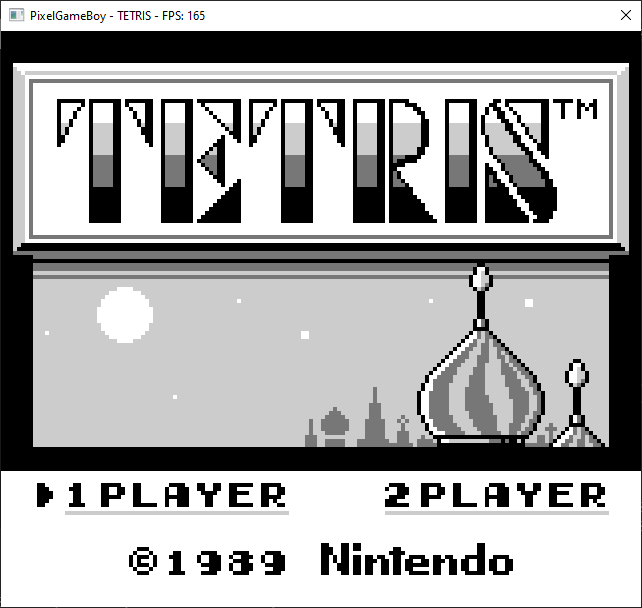 PixelGameBoy - TETRIS - FPS: 165
TETRIS™
1PLAYER 2PLAYER
©1989 Nintendo